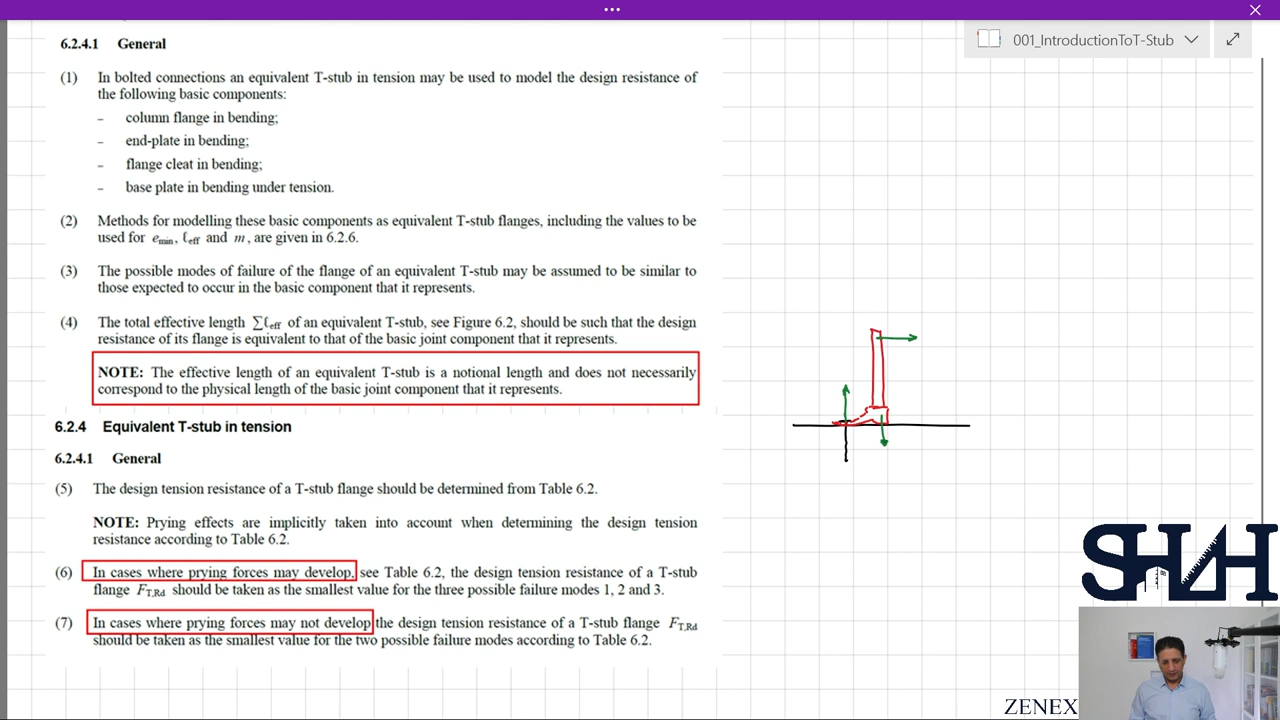 001_IntroductionToT-Stub
6.2.4.1 General
(1) In bolted connections an equivalent T-stub in tension may be used to model the design resistance of
the following basic components:
– column flange in bending;
– end-plate in bending;
– flange cleat in bending;
– base plate in bending under tension.
(2) Methods for modelling these basic components as equivalent T-stub flanges, including the values to be
used for emin, ℓeff and m, are given in 6.2.6.
(3) The possible modes of failure of the flange of an equivalent T-stub may be assumed to be similar to
those expected to occur in the basic component that it represents.
(4) The total effective length ∑ℓeff of an equivalent T-stub, see Figure 6.2, should be such that the design
resistance of its flange is equivalent to that of the basic joint component that it represents.
NOTE: The effective length of an equivalent T-stub is a notional length and does not necessarily
correspond to the physical length of the basic joint component that it represents.
6.2.4 Equivalent T-stub in tension
6.2.4.1 General
(5) The design tension resistance of a T-stub flange should be determined from Table 6.2.
NOTE: Prying effects are implicitly taken into account when determining the design tension
resistance according to Table 6.2.
(6) In cases where prying forces may develop, see Table 6.2, the design tension resistance of a T-stub
flange FT,Rd should be taken as the smallest value for the three possible failure modes 1, 2 and 3.
(7) In cases where prying forces may not develop the design tension resistance of a T-stub flange FT,Rd
should be taken as the smallest value for the two possible failure modes according to Table 6.2.
ZENEX